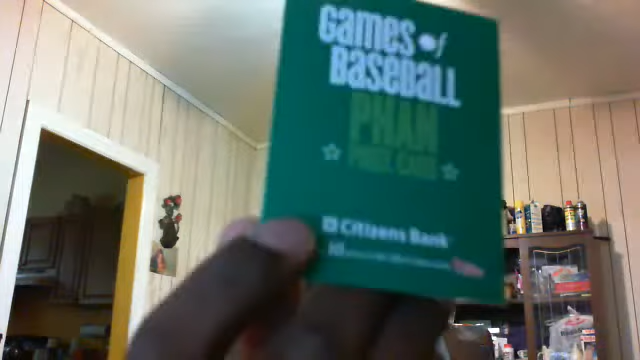 Games of
Baseball
PHAN
PRIZE CARD
Citizens Bank